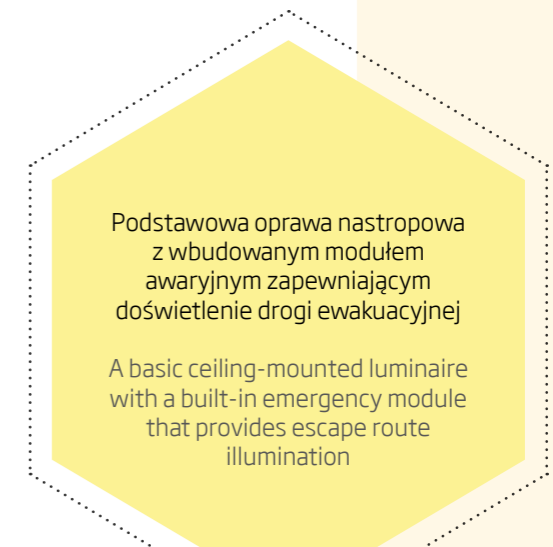 Podstawowa oprawa nastropowa
z wbudowanym modułem
awaryjnym zapewniającym
doświetlenie drogi ewakuacyjnej
A basic ceiling-mounted luminaire
with a built-in emergency module
that provides escape route
illumination